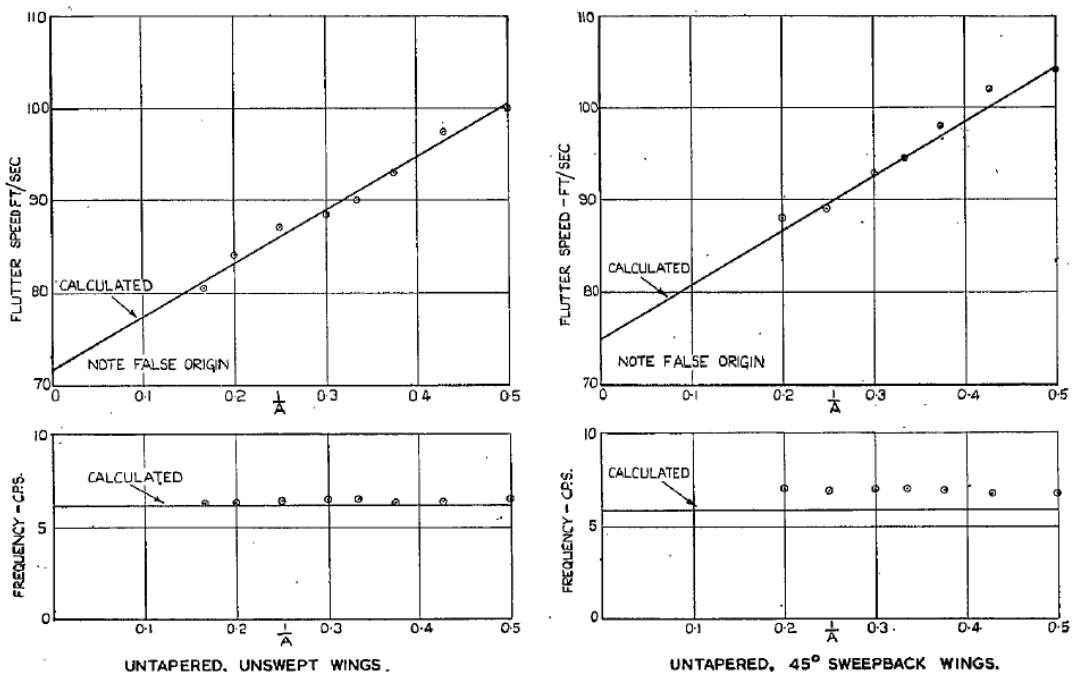 110
100
90
80
70
FLUTTER SPEED FT/SEC
CALCULATED
NOTE FALSE ORIGIN
0
0·1
0·2
1/A
0·3
0·4
0·5
110
100
90
80
80
FLUTTER SPEED - FT/SEC
CALCULATED
NOTE FALSE ORIGIN
0
0·1
0·2
1/A
0·3
0·4
0·5
10
5
0
FREQUENCY - C.P.S.
CALCULATED
0·1
0·2
1/A
0·3
0·4
0·5
UNTAPERED. UNSWEPT WINGS.
10
5
0
FREQUENCY - C.P.S.
CALCULATED
0·1
0·2
1/A
0·3
0·4
0·5
UNTAPERED, 45° SWEEPBACK WINGS.